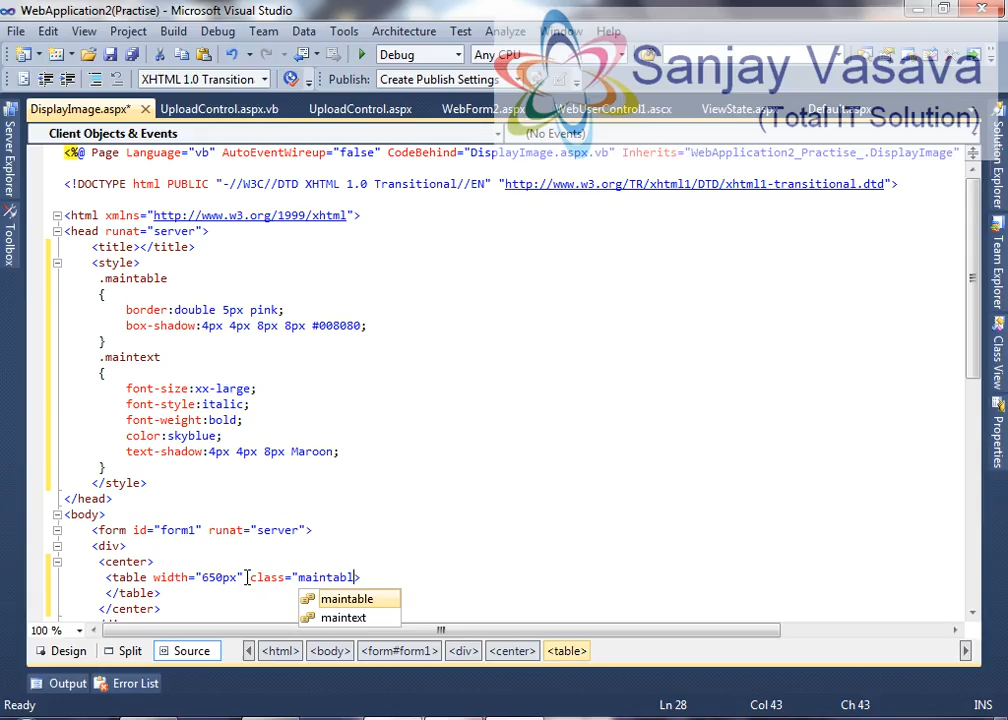 WebApplication2(Practise) - Microsoft Visual Studio
File Edit View Project Build Debug Team Data Tools Architecture Test Analyze Window Help
Debug Any CPU
XHTML 1.0 Transition Publish: Create Publish Settings
Sanjay Vasava
(Total IT Solution)
DisplayImage.aspx* UploadControl.aspx.vb UploadControl.aspx WebForm2.aspx WebUserControl1.ascx ViewState.aspx Default.aspx
Client Objects & Events (No Events)
<%@ Page Language="vb" AutoEventWireup="false" CodeBehind="DisplayImage.aspx.vb" Inherits="WebApplication2_Practise_.DisplayImage"
<!DOCTYPE html PUBLIC "-//W3C//DTD XHTML 1.0 Transitional//EN" "http://www.w3.org/TR/xhtml1/DTD/xhtml1-transitional.dtd">
<html xmlns="http://www.w3.org/1999/xhtml">
<head runat="server">
<title></title>
<style>
.maintable
{
border:double 5px pink;
box-shadow:4px 4px 8px 8px #008080;
}
.maintext
{
font-size:xx-large;
font-style:italic;
font-weight:bold;
color:skyblue;
text-shadow:4px 4px 8px Maroon;
}
</style>
</head>
<body>
<form id="form1" runat="server">
<div>
<center>
<table width="650px" class="maintabl>
</table>
</center>
maintable
maintext
100 %
Design Split Source <html> <body> <form#form1> <div> <center> <table>
Output Error List
Ready Ln 28 Col 43 Ch 43 INS
Server Explorer
Toolbox
Solution Explorer
Team Explorer
Class View
Properties